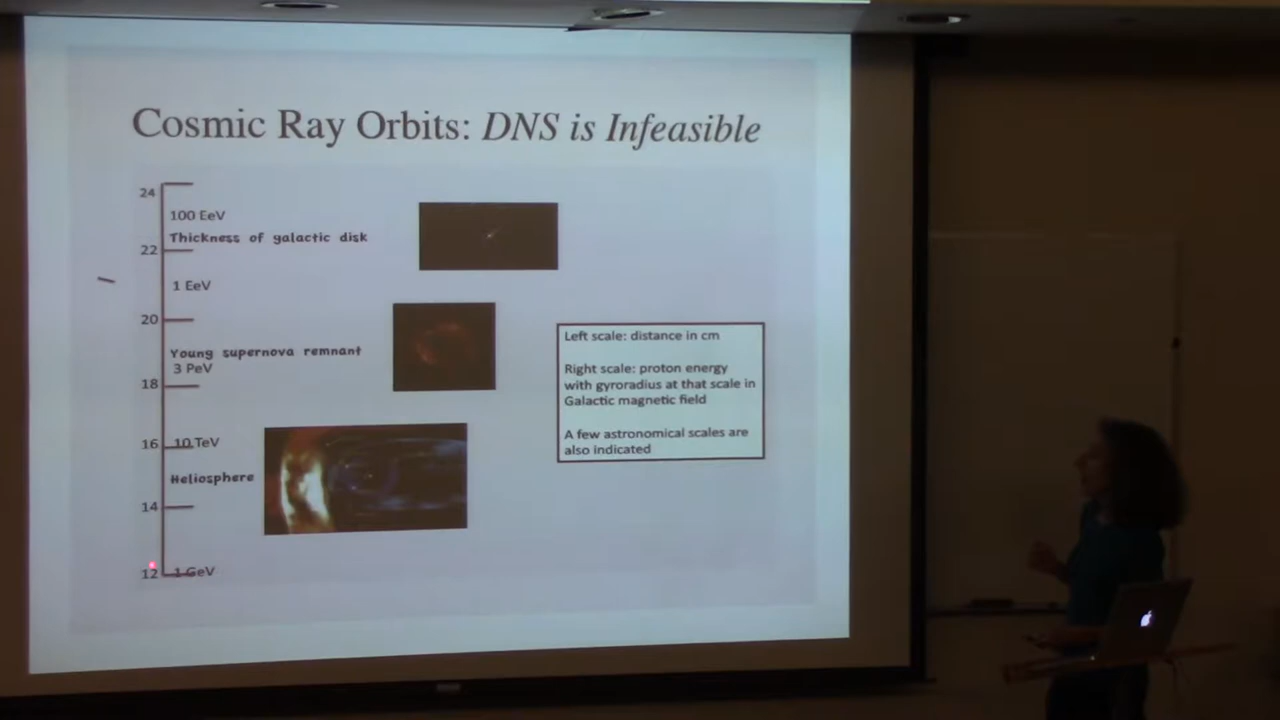 Cosmic Ray Orbits: DNS is Infeasible
24
100 EeV
Thickness of galactic disk
22
1 EeV
20
Young supernova remnant
3 PeV
18
16 10 TeV
Heliosphere
14
12 1 GeV
Left scale: distance in cm
Right scale: proton energy
with gyroradius at that scale in
Galactic magnetic field
A few astronomical scales are
also indicated